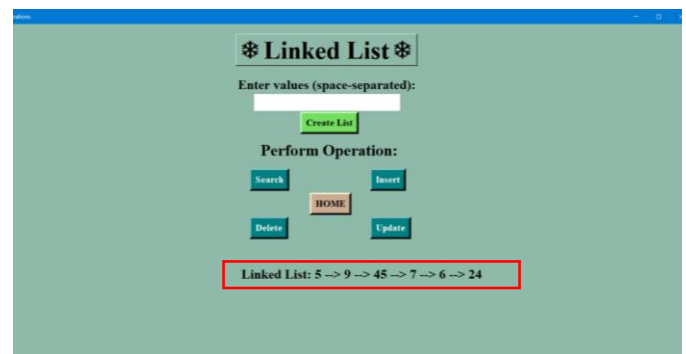 ❄ Linked List ❄
Enter values (space-separated):
Create List
Perform Operation:
Search Insert
HOME
Delete Update
Linked List: 5 --> 9 --> 45 --> 7 --> 6 --> 24